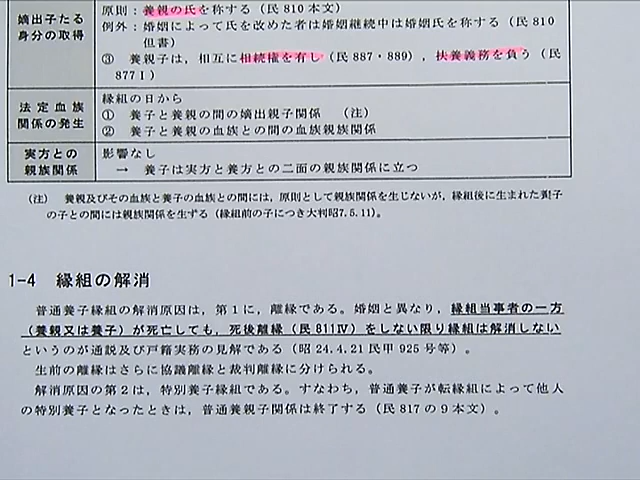 嫡出子たる
身分の取得
原則：養親の氏を称する（民 810 本文）
例外：婚姻によって氏を改めた者は婚姻継続中は婚姻氏を称する（民 810
但書）
③ 養親子は，相互に相続権を有し（民 887・889），扶養義務を負う（民
877Ⅰ）
法定血族
関係の発生
縁組の日から
① 養子と養親の間の嫡出親子関係 （注）
② 養子と養親の血族との間の血族親族関係
実方との
親族関係
影響なし
→ 養子は実方と養方との二面の親族関係に立つ
（注） 養親及びその血族と養子の血族との間には，原則として親族関係を生じないが，縁組後に生まれた養子
の子との間には親族関係を生ずる（縁組前の子につき大判昭7.5.11）。
1-4 縁組の解消
普通養子縁組の解消原因は，第１に，離縁である。婚姻と異なり，縁組当事者の一方
（養親又は養子）が死亡しても，死後離縁（民 811Ⅳ）をしない限り縁組は解消しない
というのが通説及び戸籍実務の見解である（昭 24.4.21 民甲 925 号等）。
生前の離縁はさらに協議離縁と裁判離縁に分けられる。
解消原因の第２は，特別養子縁組である。すなわち，普通養子が転縁組によって他人
の特別養子となったときは，普通養親子関係は終了する（民 817 の 9 本文）。